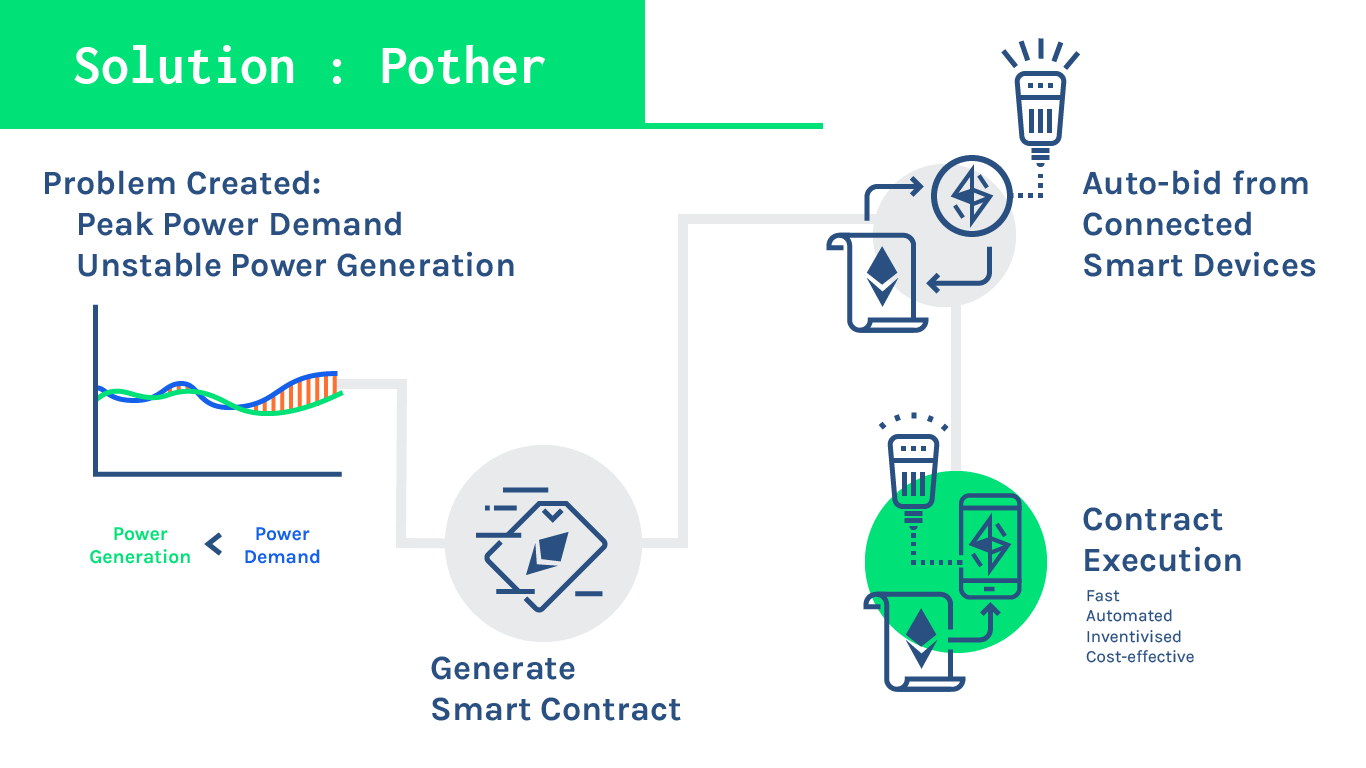 Solution : Pother
Problem Created:
Peak Power Demand
Unstable Power Generation
Power
Generation
Power
Demand
Generate
Smart Contract
Auto-bid from
Connected
Smart Devices
Contract
Execution
Fast
Automated
Inventivised
Cost-effective